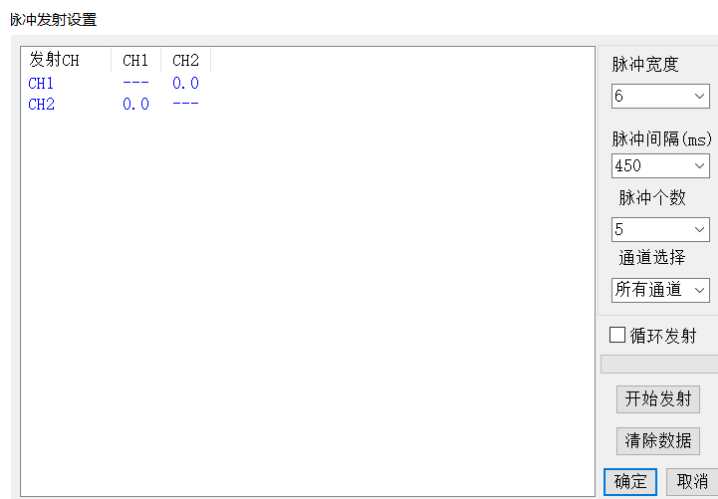 脉冲发射设置
发射CH CH1 CH2
CH1 --- 0.0
CH2 0.0 ---
脉冲宽度
6
脉冲间隔(ms)
450
脉冲个数
5
通道选择
所有通道
循环发射
开始发射
清除数据
确定 取消